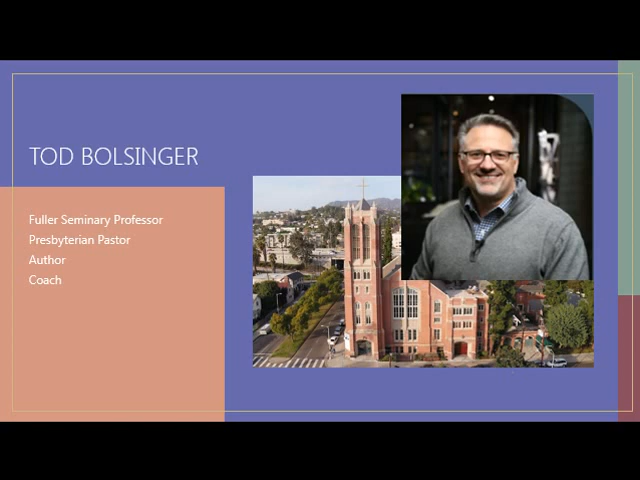 TOD BOLSINGER
Fuller Seminary Professor
Presbyterian Pastor
Author
Coach